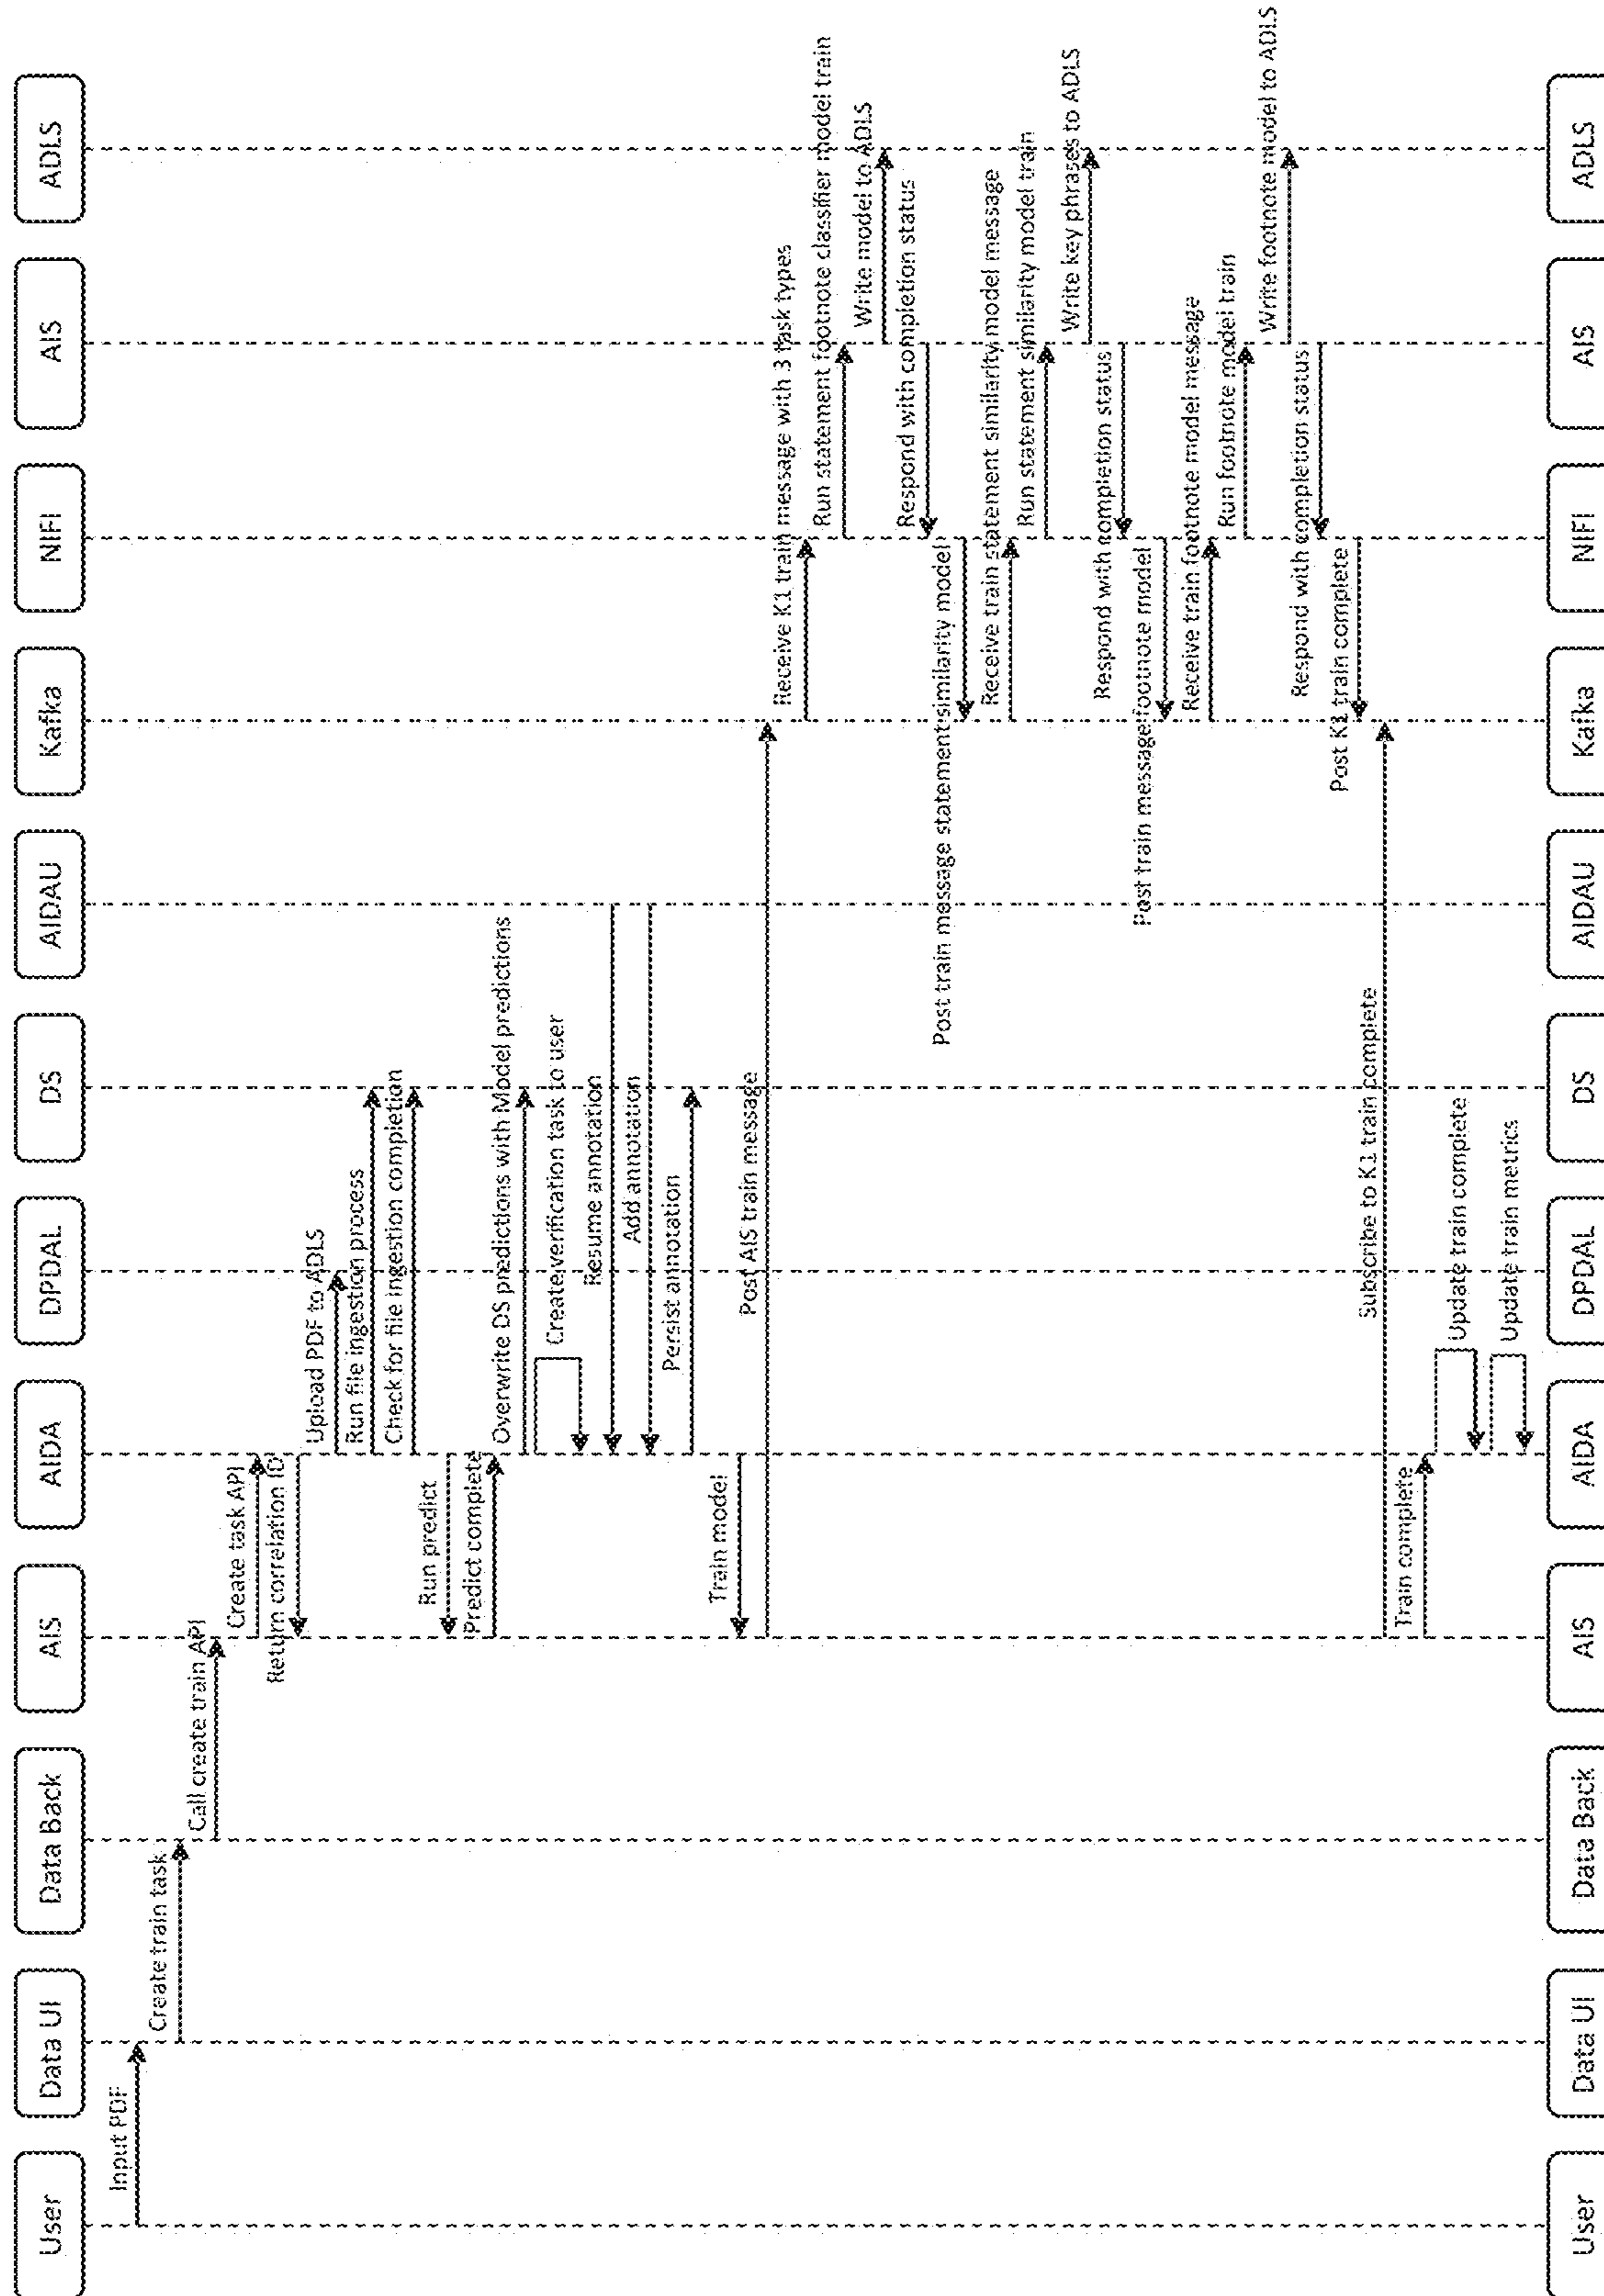 User
Data UI
Data Back
AIS
AIDA
DPDAL
DS
AIDAU
Kafka
NIFI
AIS
ADLS
Input PDF
Create train task
Call create train API
Create task API
Return correlation ID
Upload PDF to ADLS
Run file ingestion process
Check for file ingestion completion
Run predict
Predict complete
Overwrite DS predictions with Model predictions
Create verification task to user
Resume annotation
Add annotation
Persist annotation
Train model
Post AIS train message
Receive K1 train message with 3 task types
Run statement footnote classifier model train
Write model to ADLS
Respond with completion status
Post train message statement similarity model
Receive train statement similarity model message
Run statement similarity model train
Write key phrases to ADLS
Respond with completion status
Post train message footnote model
Receive train footnote model message
Run footnote model train
Write footnote model to ADLS
Respond with completion status
Post K1 train complete
Subscribe to K1 train complete
Train complete
Update train complete
Update train metrics
User
Data UI
Data Back
AIS
AIDA
DPDAL
DS
AIDAU
Kafka
NIFI
AIS
ADLS